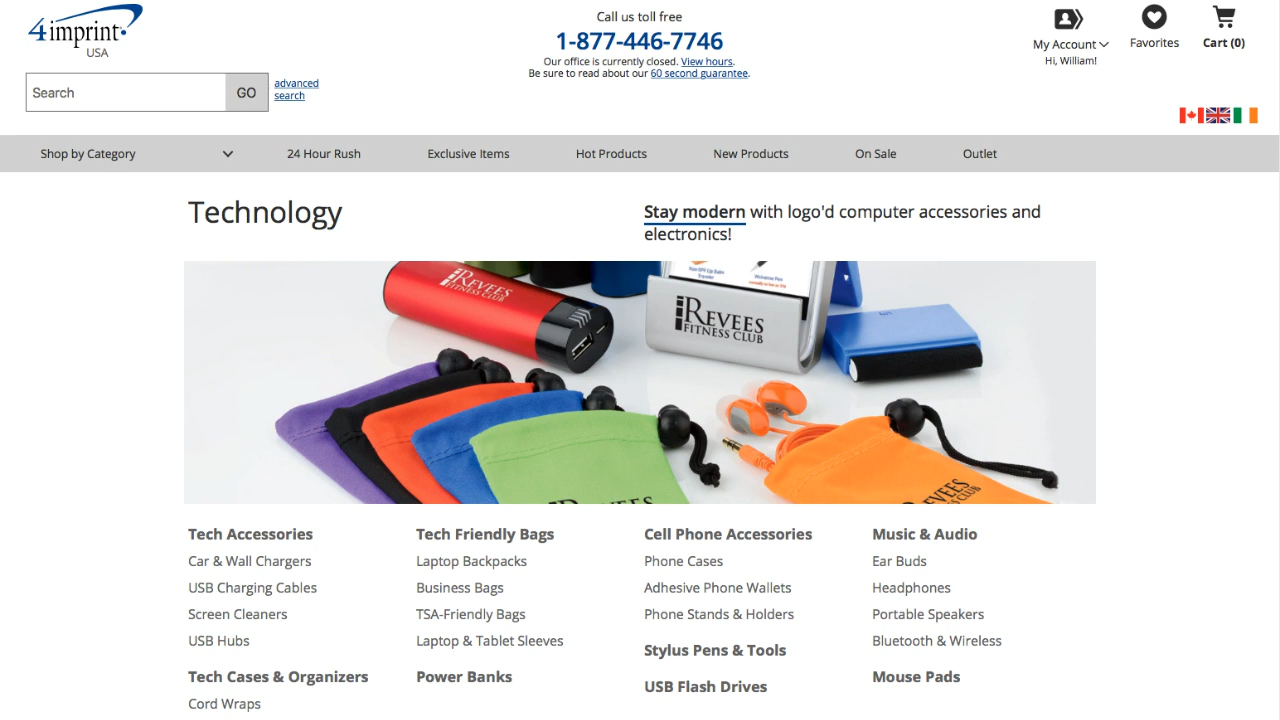 4imprint
USA
Call us toll free
1-877-446-7746
Our office is currently closed. View hours.
Be sure to read about our 60 second guarantee.
My Account
Hi, William!
Favorites
Cart (0)
Search
GO
advanced
search
Shop by Category
24 Hour Rush
Exclusive Items
Hot Products
New Products
On Sale
Outlet
Technology
Stay modern with logo'd computer accessories and
electronics!
REVEES
FITNESS CLUB
REVEES
FITNESS CLUB
REVEES
REVEES
FITNESS CLUB
Tech Accessories
Car & Wall Chargers
USB Charging Cables
Screen Cleaners
USB Hubs
Tech Cases & Organizers
Cord Wraps
Tech Friendly Bags
Laptop Backpacks
Business Bags
TSA-Friendly Bags
Laptop & Tablet Sleeves
Power Banks
Cell Phone Accessories
Phone Cases
Adhesive Phone Wallets
Phone Stands & Holders
Stylus Pens & Tools
USB Flash Drives
Music & Audio
Ear Buds
Headphones
Portable Speakers
Bluetooth & Wireless
Mouse Pads